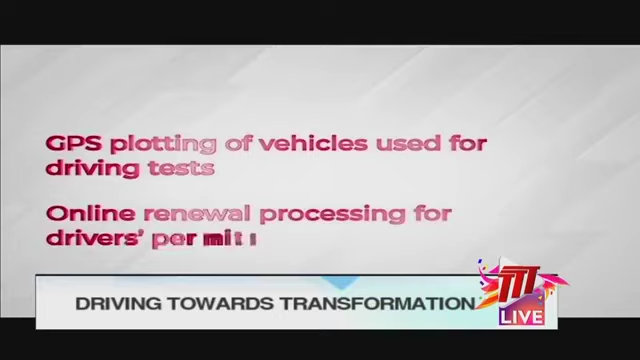 GPS plotting of vehicles used for
driving tests
Online renewal processing for
drivers'
DRIVING TOWARDS TRANSFORMATION
LIVE